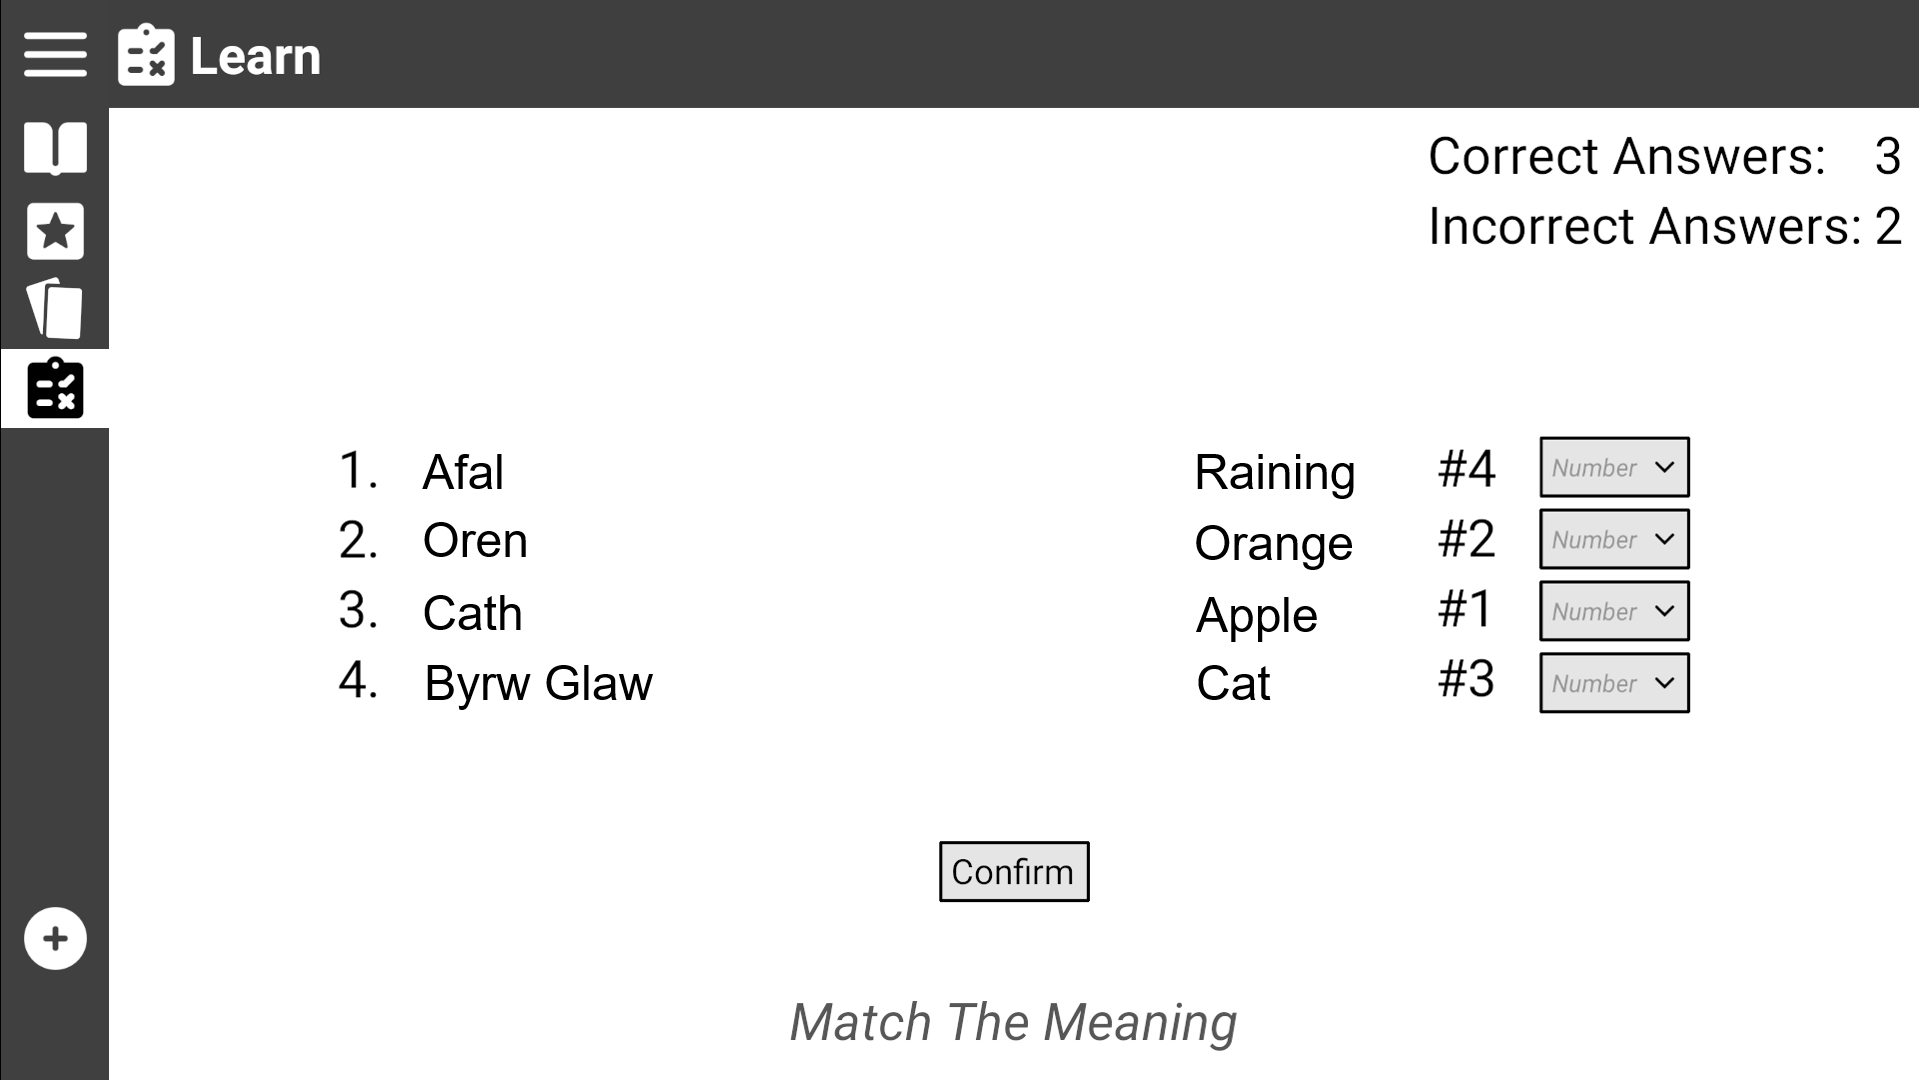 Learn
Correct Answers: 3
Incorrect Answers: 2
1. Afal Raining #4 Number
2. Oren Orange #2 Number
3. Cath Apple #1 Number
4. Byrw Glaw Cat #3 Number
Confirm
Match The Meaning